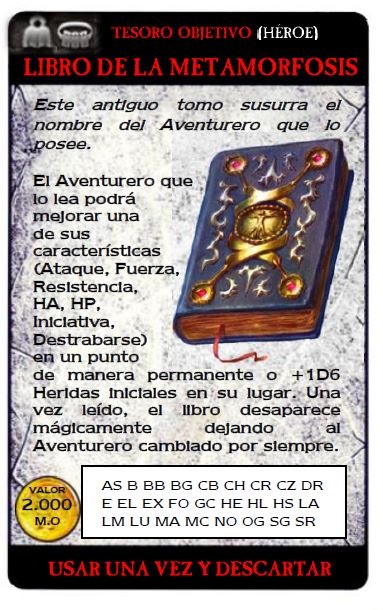 TESORO OBJETIVO (HÉROE)
LIBRO DE LA METAMORFOSIS
Este antiguo tomo susurra el
nombre del Aventurero que lo
posee.
El Aventurero que
lo lea podrá
mejorar una
de sus
características
(Ataque, Fuerza,
Resistencia,
HA, HP,
Iniciativa,
Destrabarse)
en un punto
de manera permanente o +1D6
Heridas iniciales en su lugar. Una
vez leído, el libro desaparece
mágicamente dejando al
Aventurero cambiado por siempre.
VALOR
2.000
M.O
AS B BB BG CB CH CR CZ DR
E EL EX FO GC HE HL HS LA
LM LU MA MC NO OG SG SR
USAR UNA VEZ Y DESCARTAR